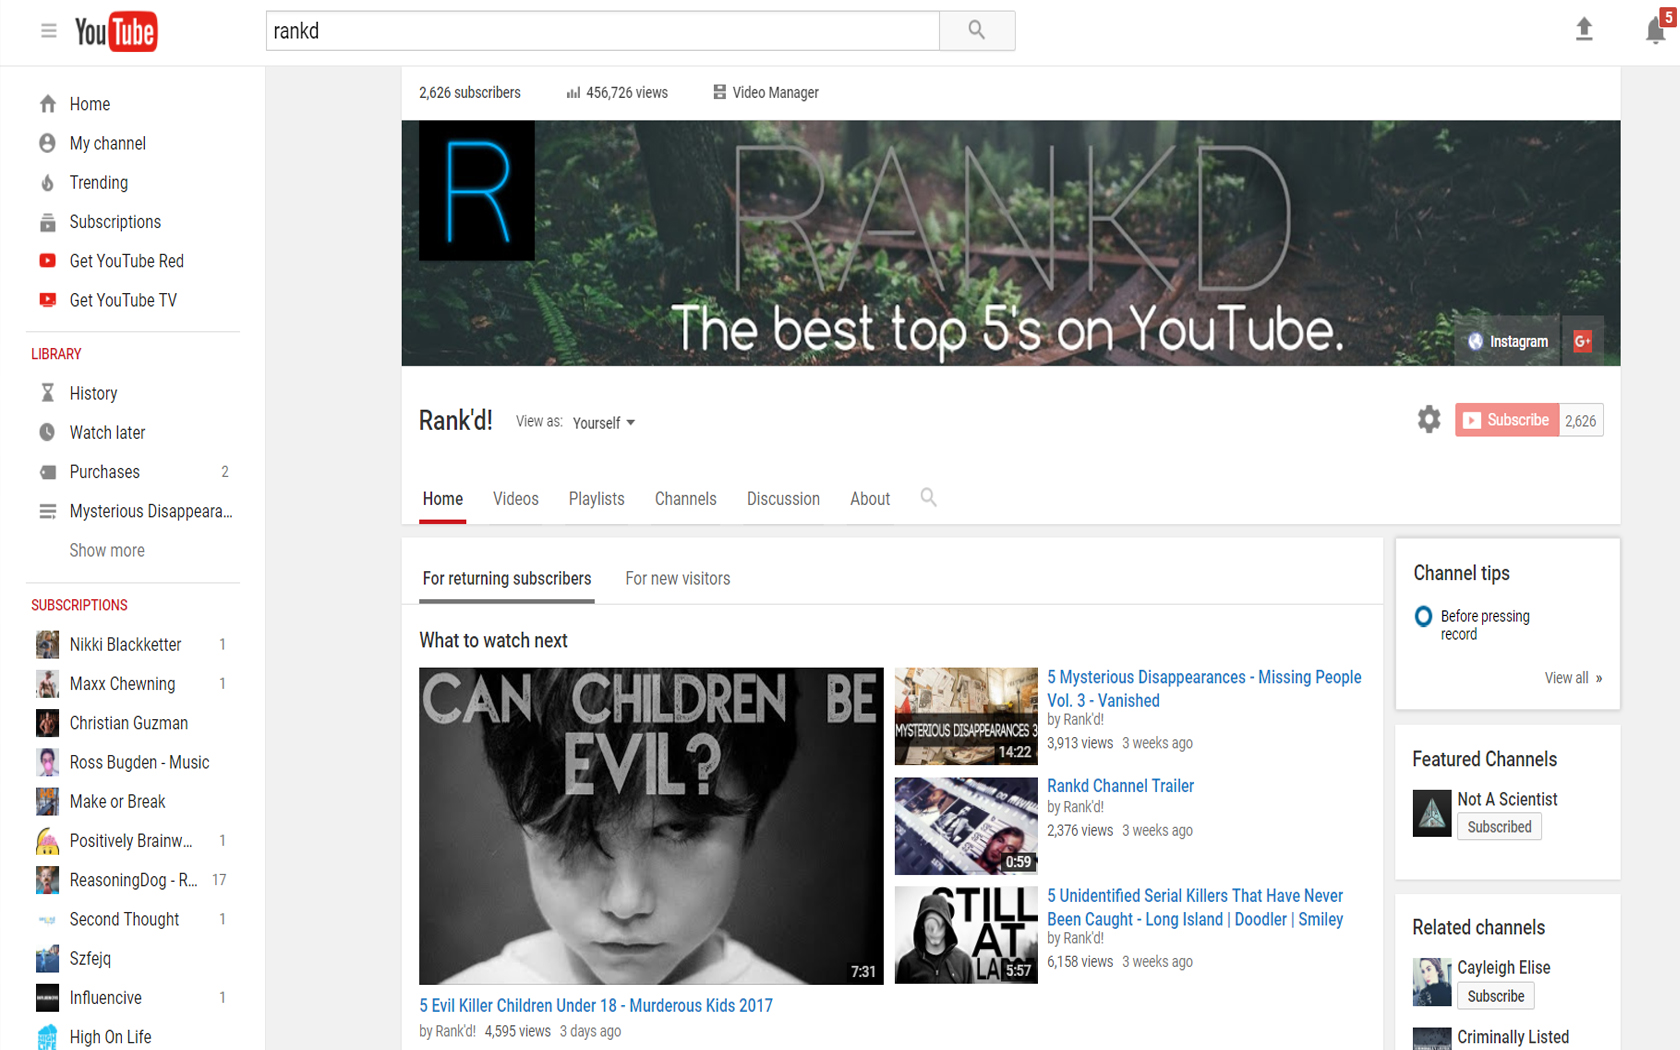 YouTube
rankd
5
Home
My channel
Trending
Subscriptions
Get YouTube Red
Get YouTube TV
LIBRARY
History
Watch later
Purchases 2
Mysterious Disappeara...
Show more
SUBSCRIPTIONS
Nikki Blackketter 1
Maxx Chewning 1
Christian Guzman
Ross Bugden - Music
Make or Break
Positively Brainw... 1
ReasoningDog - R... 17
Second Thought 1
Szfejq
Influencive 1
High On Life
2,626 subscribers 456,726 views Video Manager
R
RANKD
The best top 5's on YouTube.
Instagram G+
Rank'd! View as: Yourself
Subscribe 2,626
Home Videos Playlists Channels Discussion About
For returning subscribers For new visitors
What to watch next
CAN CHILDREN BE
EVIL?
7:31
5 Evil Killer Children Under 18 - Murderous Kids 2017
by Rank'd! 4,595 views 3 days ago
MYSTERIOUS DISAPPEARANCES 3
14:22
5 Mysterious Disappearances - Missing People
Vol. 3 - Vanished
by Rank'd!
3,913 views 3 weeks ago
0:59
Rankd Channel Trailer
by Rank'd!
2,376 views 3 weeks ago
STILL
AT
LAR
5:57
5 Unidentified Serial Killers That Have Never
Been Caught - Long Island | Doodler | Smiley
by Rank'd!
6,158 views 3 weeks ago
Channel tips
Before pressing
record
View all »
Featured Channels
Not A Scientist
Subscribed
Related channels
Cayleigh Elise
Subscribe
Criminally Listed